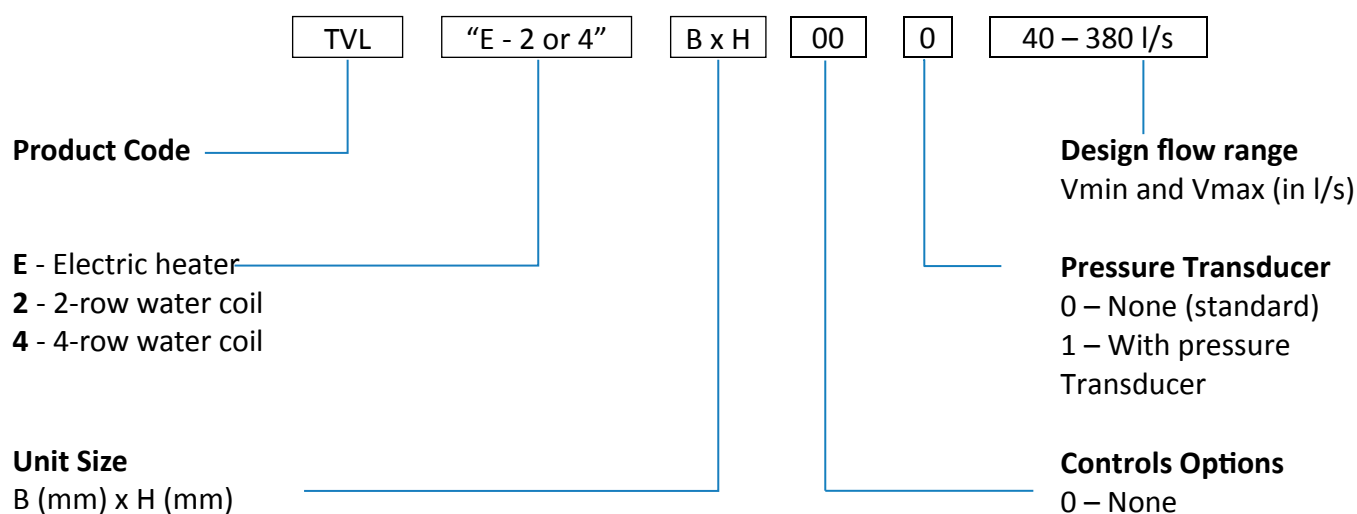 TVL "E - 2 or 4” B x H 00 0 40 – 380 l/s
Product Code
E - Electric heater
2 - 2-row water coil
4 - 4-row water coil
Unit Size
B (mm) x H (mm)
Design flow range
Vmin and Vmax (in l/s)
Pressure Transducer
0 – None (standard)
1 – With pressure
Transducer
Controls Options
0 – None